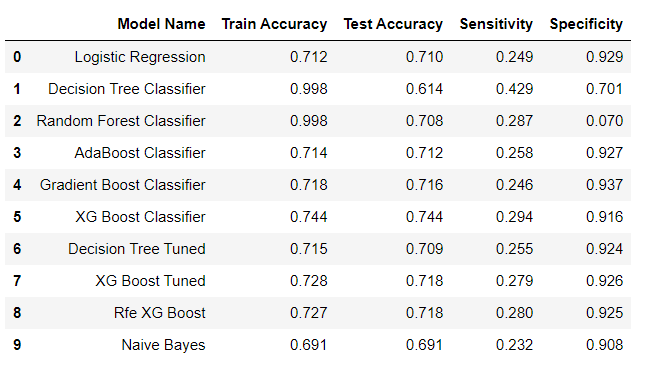 Model Name Train Accuracy Test Accuracy Sensitivity Specificity
0 Logistic Regression 0.712 0.710 0.249 0.929
1 Decision Tree Classifier 0.998 0.614 0.429 0.701
2 Random Forest Classifier 0.998 0.708 0.287 0.070
3 AdaBoost Classifier 0.714 0.712 0.258 0.927
4 Gradient Boost Classifier 0.718 0.716 0.246 0.937
5 XG Boost Classifier 0.744 0.744 0.294 0.916
6 Decision Tree Tuned 0.715 0.709 0.255 0.924
7 XG Boost Tuned 0.728 0.718 0.279 0.926
8 Rfe XG Boost 0.727 0.718 0.280 0.925
9 Naive Bayes 0.691 0.691 0.232 0.908